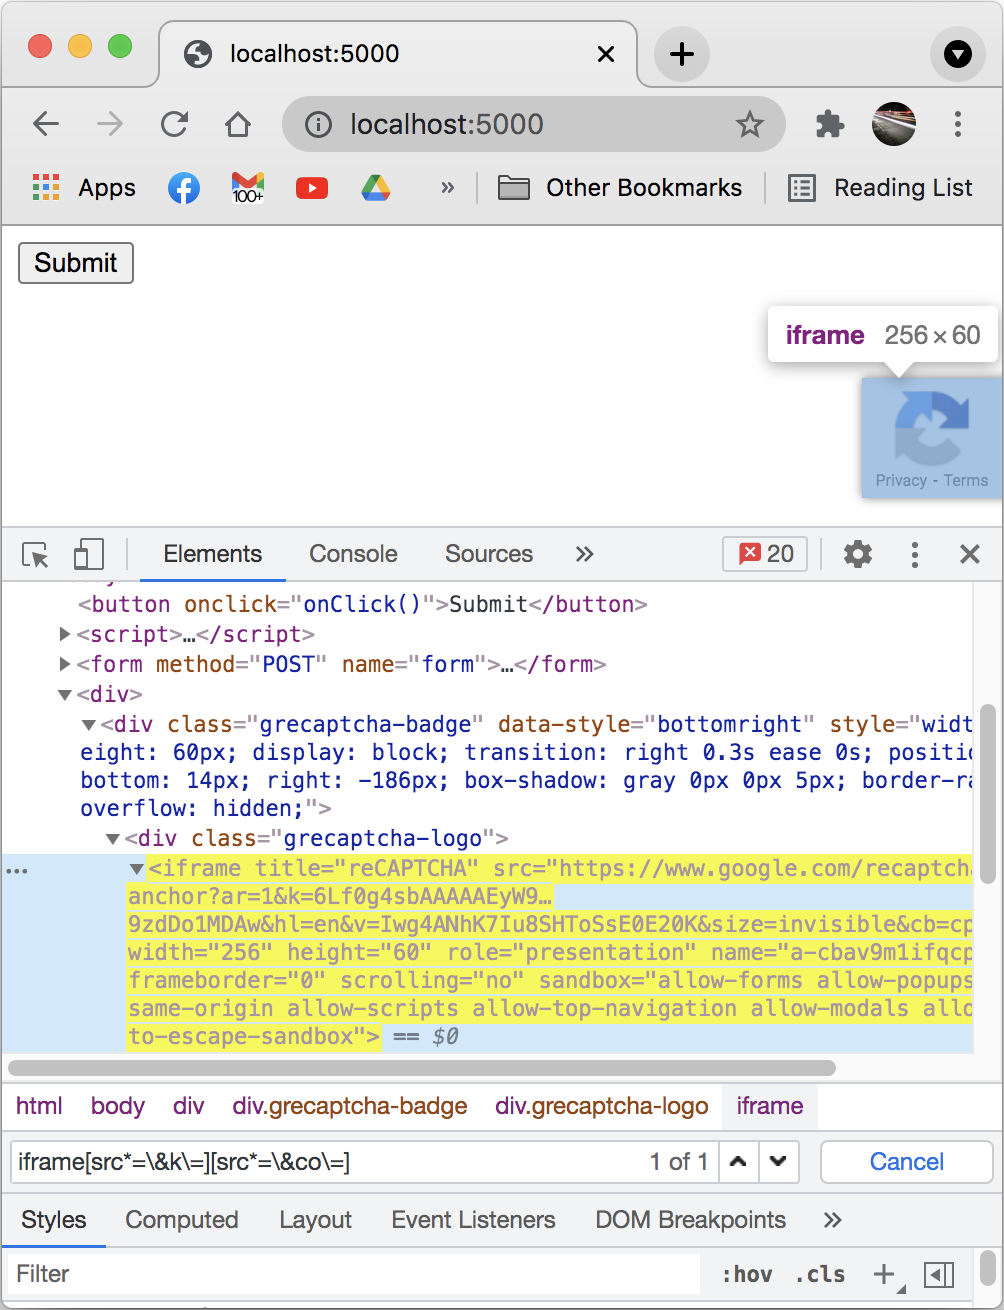 localhost:5000
localhost:5000
Apps
100+
Other Bookmarks
Reading List
Submit
iframe 256×60
Privacy - Terms
Elements Console Sources » 20
<button onclick="onClick()">Submit</button>
<script>…</script>
<form method="POST" name="form">…</form>
<div>
<div class="grecaptcha-badge" data-style="bottomright" style="widt
eight: 60px; display: block; transition: right 0.3s ease 0s; positio
bottom: 14px; right: -186px; box-shadow: gray 0px 0px 5px; border-ra
overflow: hidden;">
<div class="grecaptcha-logo">
<iframe title="reCAPTCHA" src="https://www.google.com/recaptcha
anchor?ar=1&k=6Lf0g4sbAAAAAEyW9…
9zdDo1MDAw&hl=en&v=Iwg4ANhK7Iu8SHToSsE0E20K&size=invisible&cb=cp
width="256" height="60" role="presentation" name="a-cbav9m1ifqcp
frameborder="0" scrolling="no" sandbox="allow-forms allow-popups
same-origin allow-scripts allow-top-navigation allow-modals allo
to-escape-sandbox"> == $0
html body div div.grecaptcha-badge div.grecaptcha-logo iframe
iframe[src*=\&k\=][src*=\&co\=] 1 of 1 Cancel
Styles Computed Layout Event Listeners DOM Breakpoints »
Filter :hov .cls +